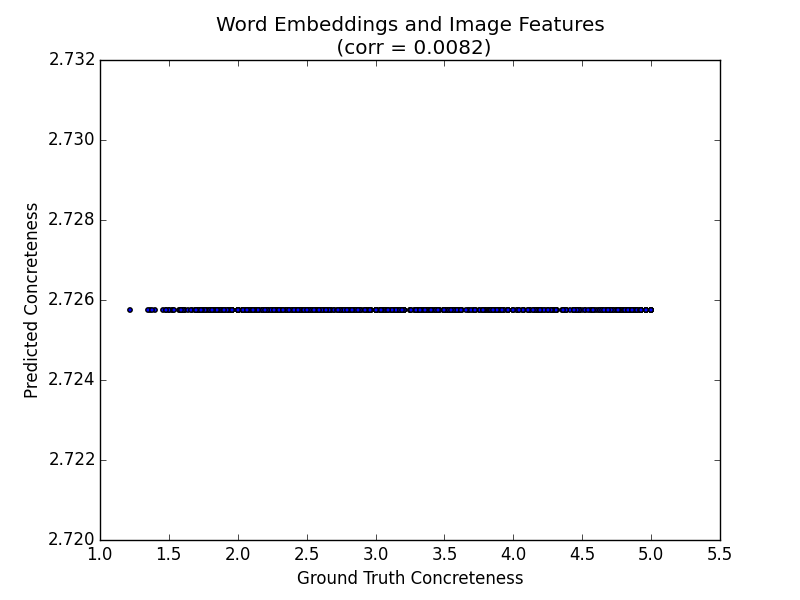 Word Embeddings and Image Features
(corr = 0.0082)
2.732
2.730
2.728
2.726
2.724
2.722
2.720
Predicted Concreteness
1.0 1.5 2.0 2.5 3.0 3.5 4.0 4.5 5.0 5.5
Ground Truth Concreteness